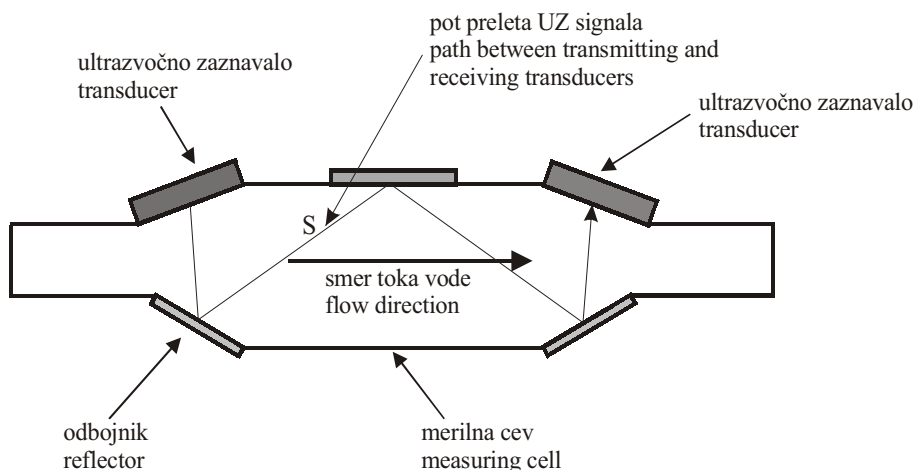 pot preleta UZ signala
path between transmitting and
receiving transducers
ultrazvočno zaznavalo
transducer
ultrazvočno zaznavalo
transducer
S
smer toka vode
flow direction
odbojnik
reflector
merilna cev
measuring cell